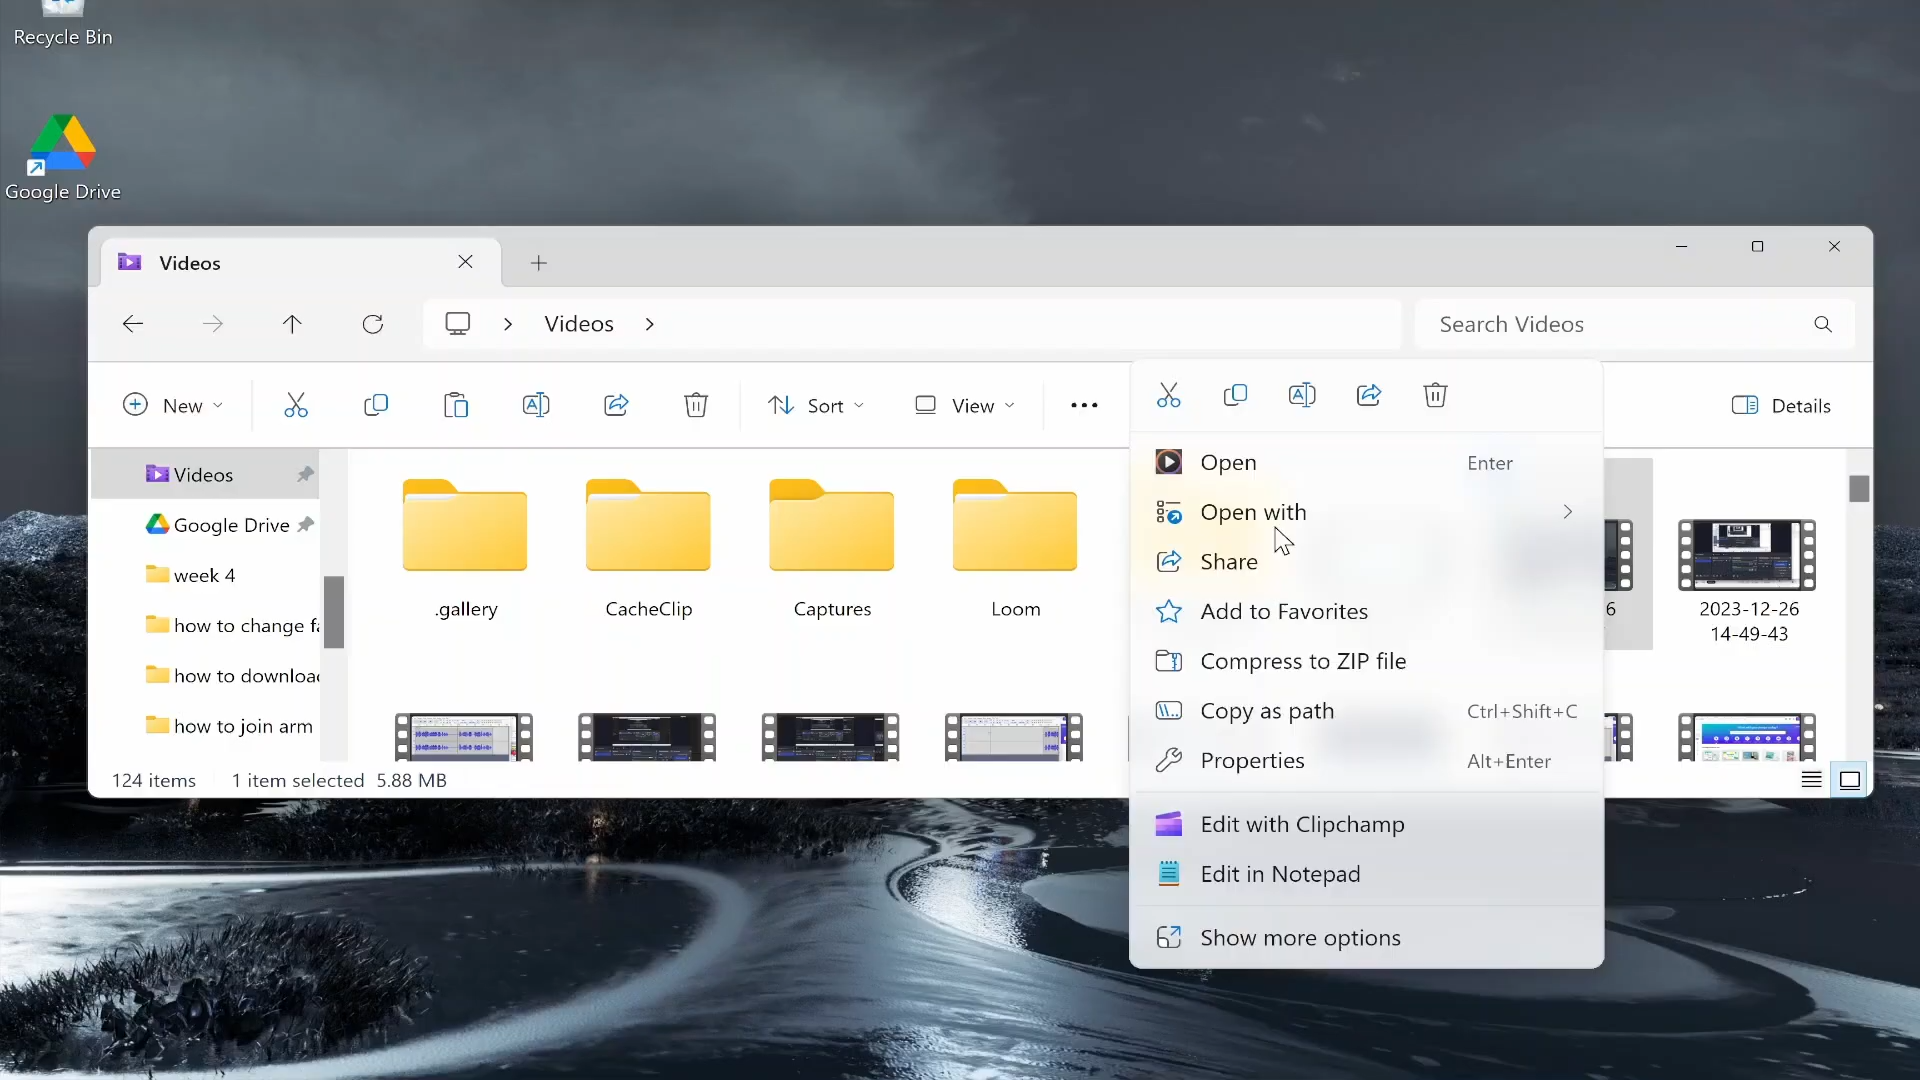 Recycle Bin
Google Drive
Videos
Videos
Search Videos
New
Sort
View
Details
Videos
Google Drive
week 4
how to change fa
how to download
how to join arm
.gallery
CacheClip
Captures
Loom
6
2023-12-26
14-49-43
124 items
1 item selected 5.88 MB
Open Enter
Open with
Share
Add to Favorites
Compress to ZIP file
Copy as path Ctrl+Shift+C
Properties Alt+Enter
Edit with Clipchamp
Edit in Notepad
Show more options